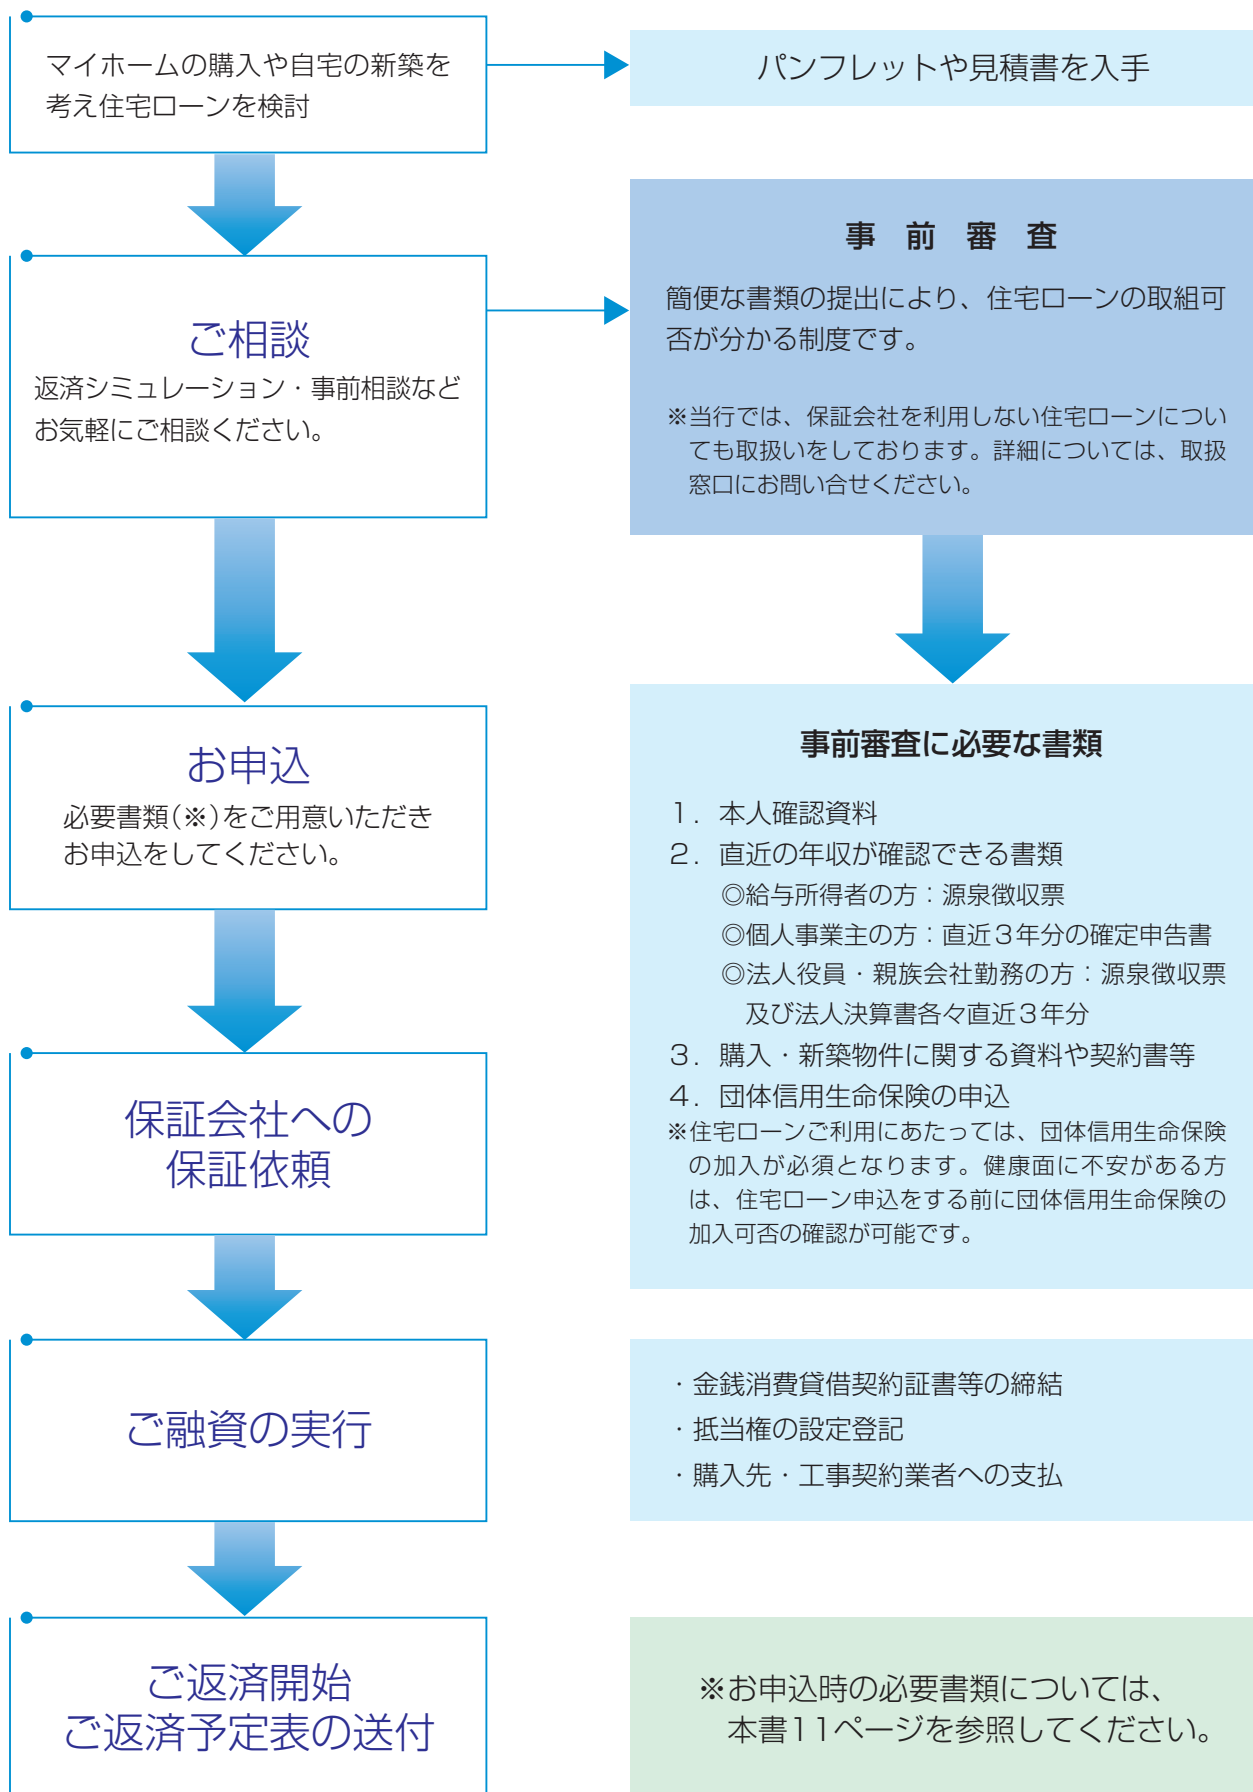 マイホームの購入や自宅の新築を
考え住宅ローンを検討
パンフレットや見積書を入手
ご相談
返済シミュレーション・事前相談など
お気軽にご相談ください。
事前審査
簡便な書類の提出により、住宅ローンの取組可
否が分かる制度です。
※当行では、保証会社を利用しない住宅ローンについ
ても取扱いをしております。詳細については、取扱
窓口にお問い合せください。
お申込
必要書類(※)をご用意いただき
お申込をしてください。
事前審査に必要な書類
1. 本人確認資料
2. 直近の年収が確認できる書類
◎給与所得者の方：源泉徴収票
◎個人事業主の方：直近3年分の確定申告書
◎法人役員・親族会社勤務の方：源泉徴収票
及び法人決算書各々直近3年分
3. 購入・新築物件に関する資料や契約書等
4. 団体信用生命保険の申込
※住宅ローンご利用にあたっては、団体信用生命保険
の加入が必須となります。健康面に不安がある方
は、住宅ローン申込をする前に団体信用生命保険の
加入可否の確認が可能です。
保証会社への
保証依頼
ご融資の実行
・金銭消費貸借契約証書等の締結
・抵当権の設定登記
・購入先・工事契約業者への支払
ご返済開始
ご返済予定表の送付
※お申込時の必要書類については、
本書11ページを参照してください。